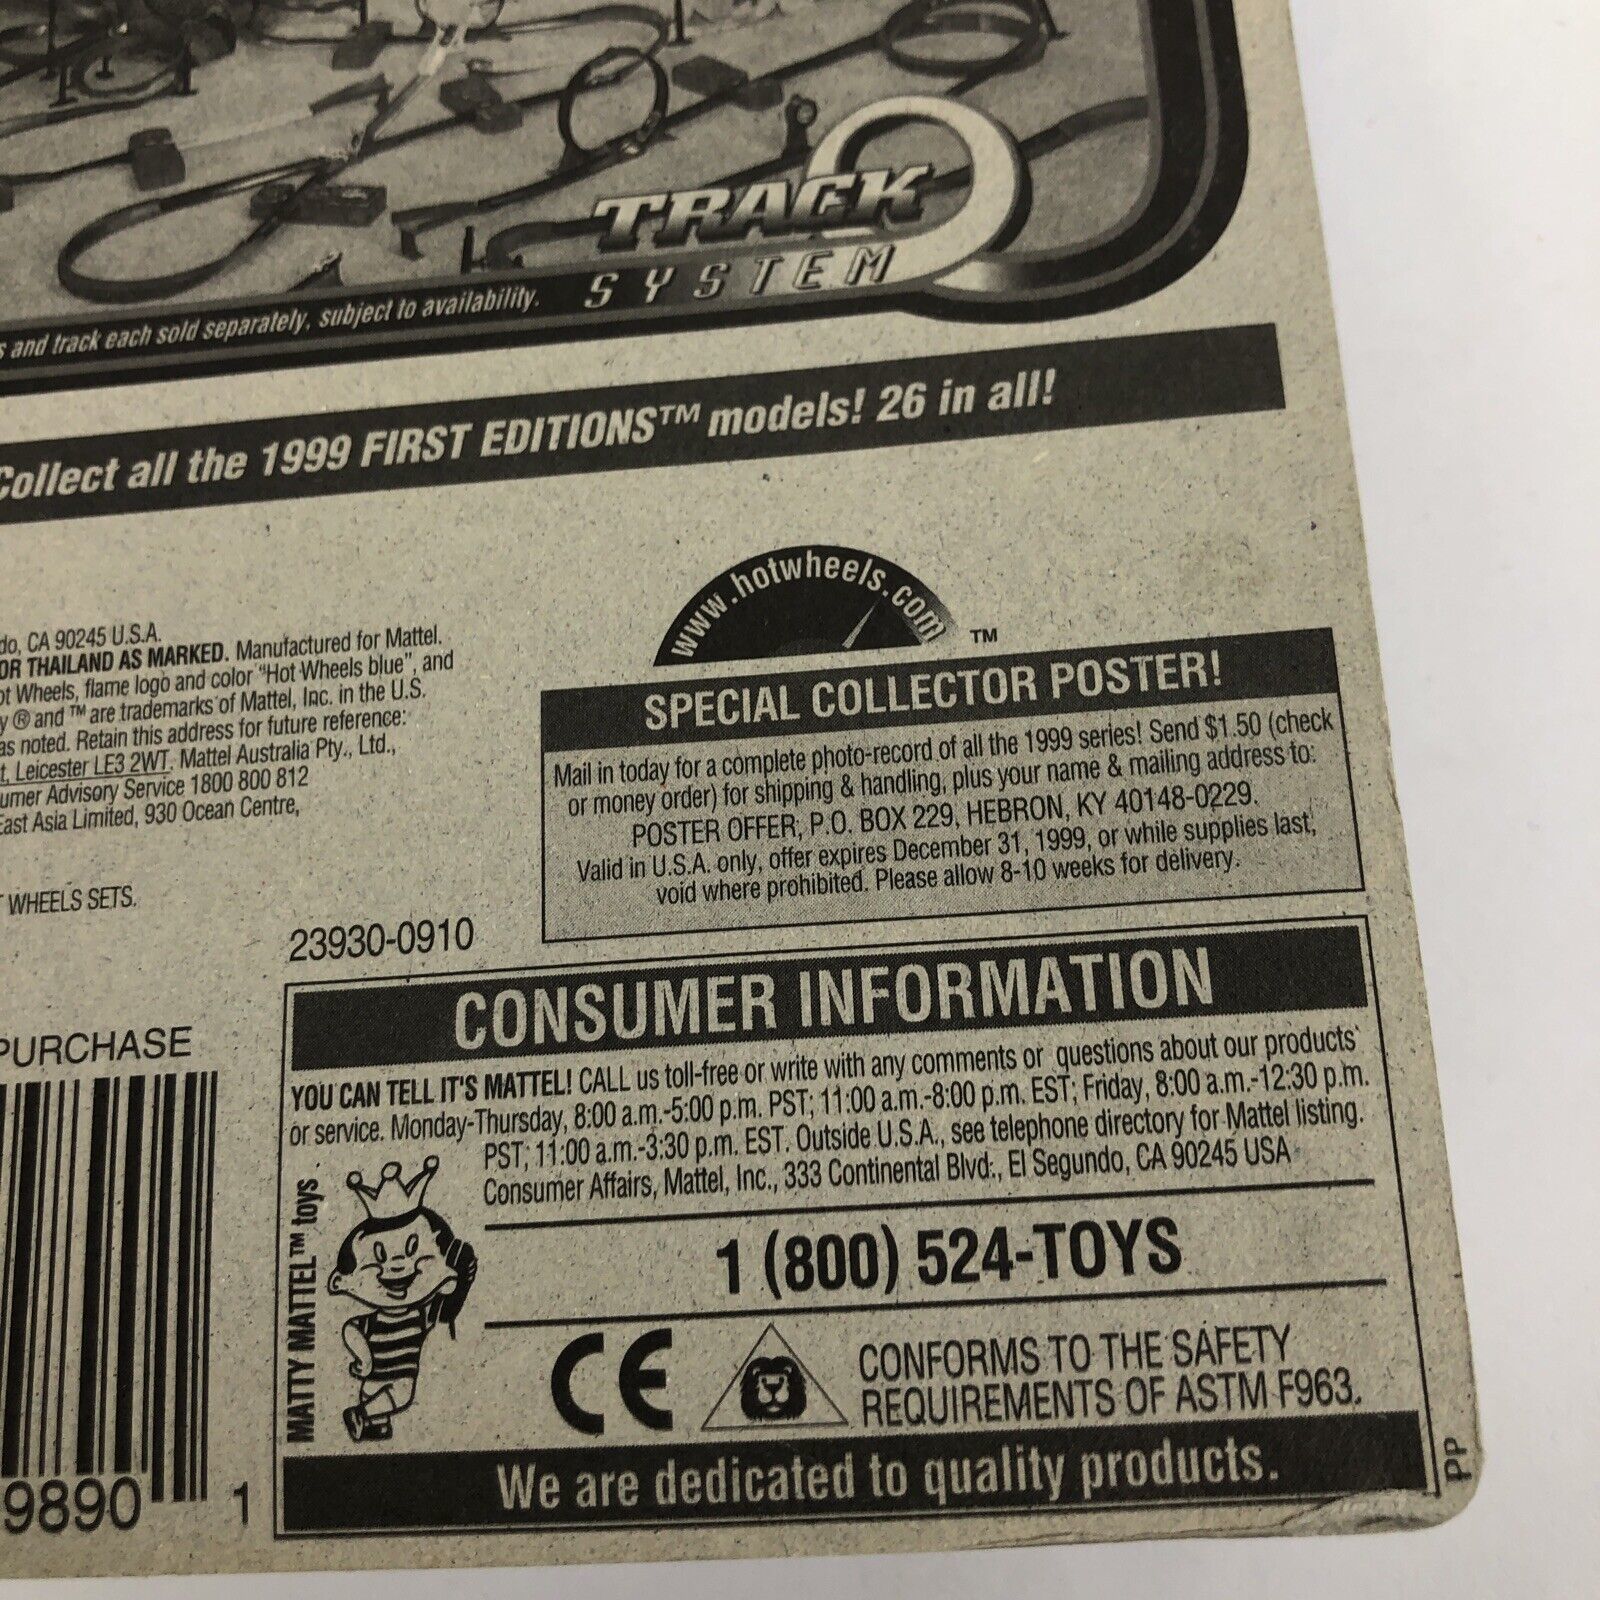 TRACK
SYSTEM
and track each sold separately, subject to availability.
Collect all the 1999 FIRST EDITIONS™ models! 26 in all!
www.hotwheels.com
TM
do, CA 90245 U.S.A.
OR THAILAND AS MARKED. Manufactured for Mattel.
ot Wheels, flame logo and color "Hot Wheels blue", and
y ® and ™ are trademarks of Mattel, Inc. in the U.S.
as noted. Retain this address for future reference:
t, Leicester LE3 2WT. Mattel Australia Pty., Ltd.,
umer Advisory Service 1800 800 812
East Asia Limited, 930 Ocean Centre,
WHEELS SETS.
23930-0910
SPECIAL COLLECTOR POSTER!
Mail in today for a complete photo-record of all the 1999 series! Send $1.50 (check
or money order) for shipping & handling, plus your name & mailing address to:
POSTER OFFER, P.O. BOX 229, HEBRON, KY 40148-0229.
Valid in U.S.A. only, offer expires December 31, 1999, or while supplies last,
void where prohibited. Please allow 8-10 weeks for delivery.
PURCHASE
9890 1
CONSUMER INFORMATION
YOU CAN TELL IT'S MATTEL! CALL us toll-free or write with any comments or questions about our products
or service. Monday-Thursday, 8:00 a.m.-5:00 p.m. PST; 11:00 a.m.-8:00 p.m. EST; Friday, 8:00 a.m.-12:30 p.m.
PST; 11:00 a.m.-3:30 p.m. EST. Outside U.S.A., see telephone directory for Mattel listing.
Consumer Affairs, Mattel, Inc., 333 Continental Blvd., El Segundo, CA 90245 USA
MATTY MATTEL™ toys
1 (800) 524-TOYS
CE
CONFORMS TO THE SAFETY
REQUIREMENTS OF ASTM F963.
We are dedicated to quality products.
PP